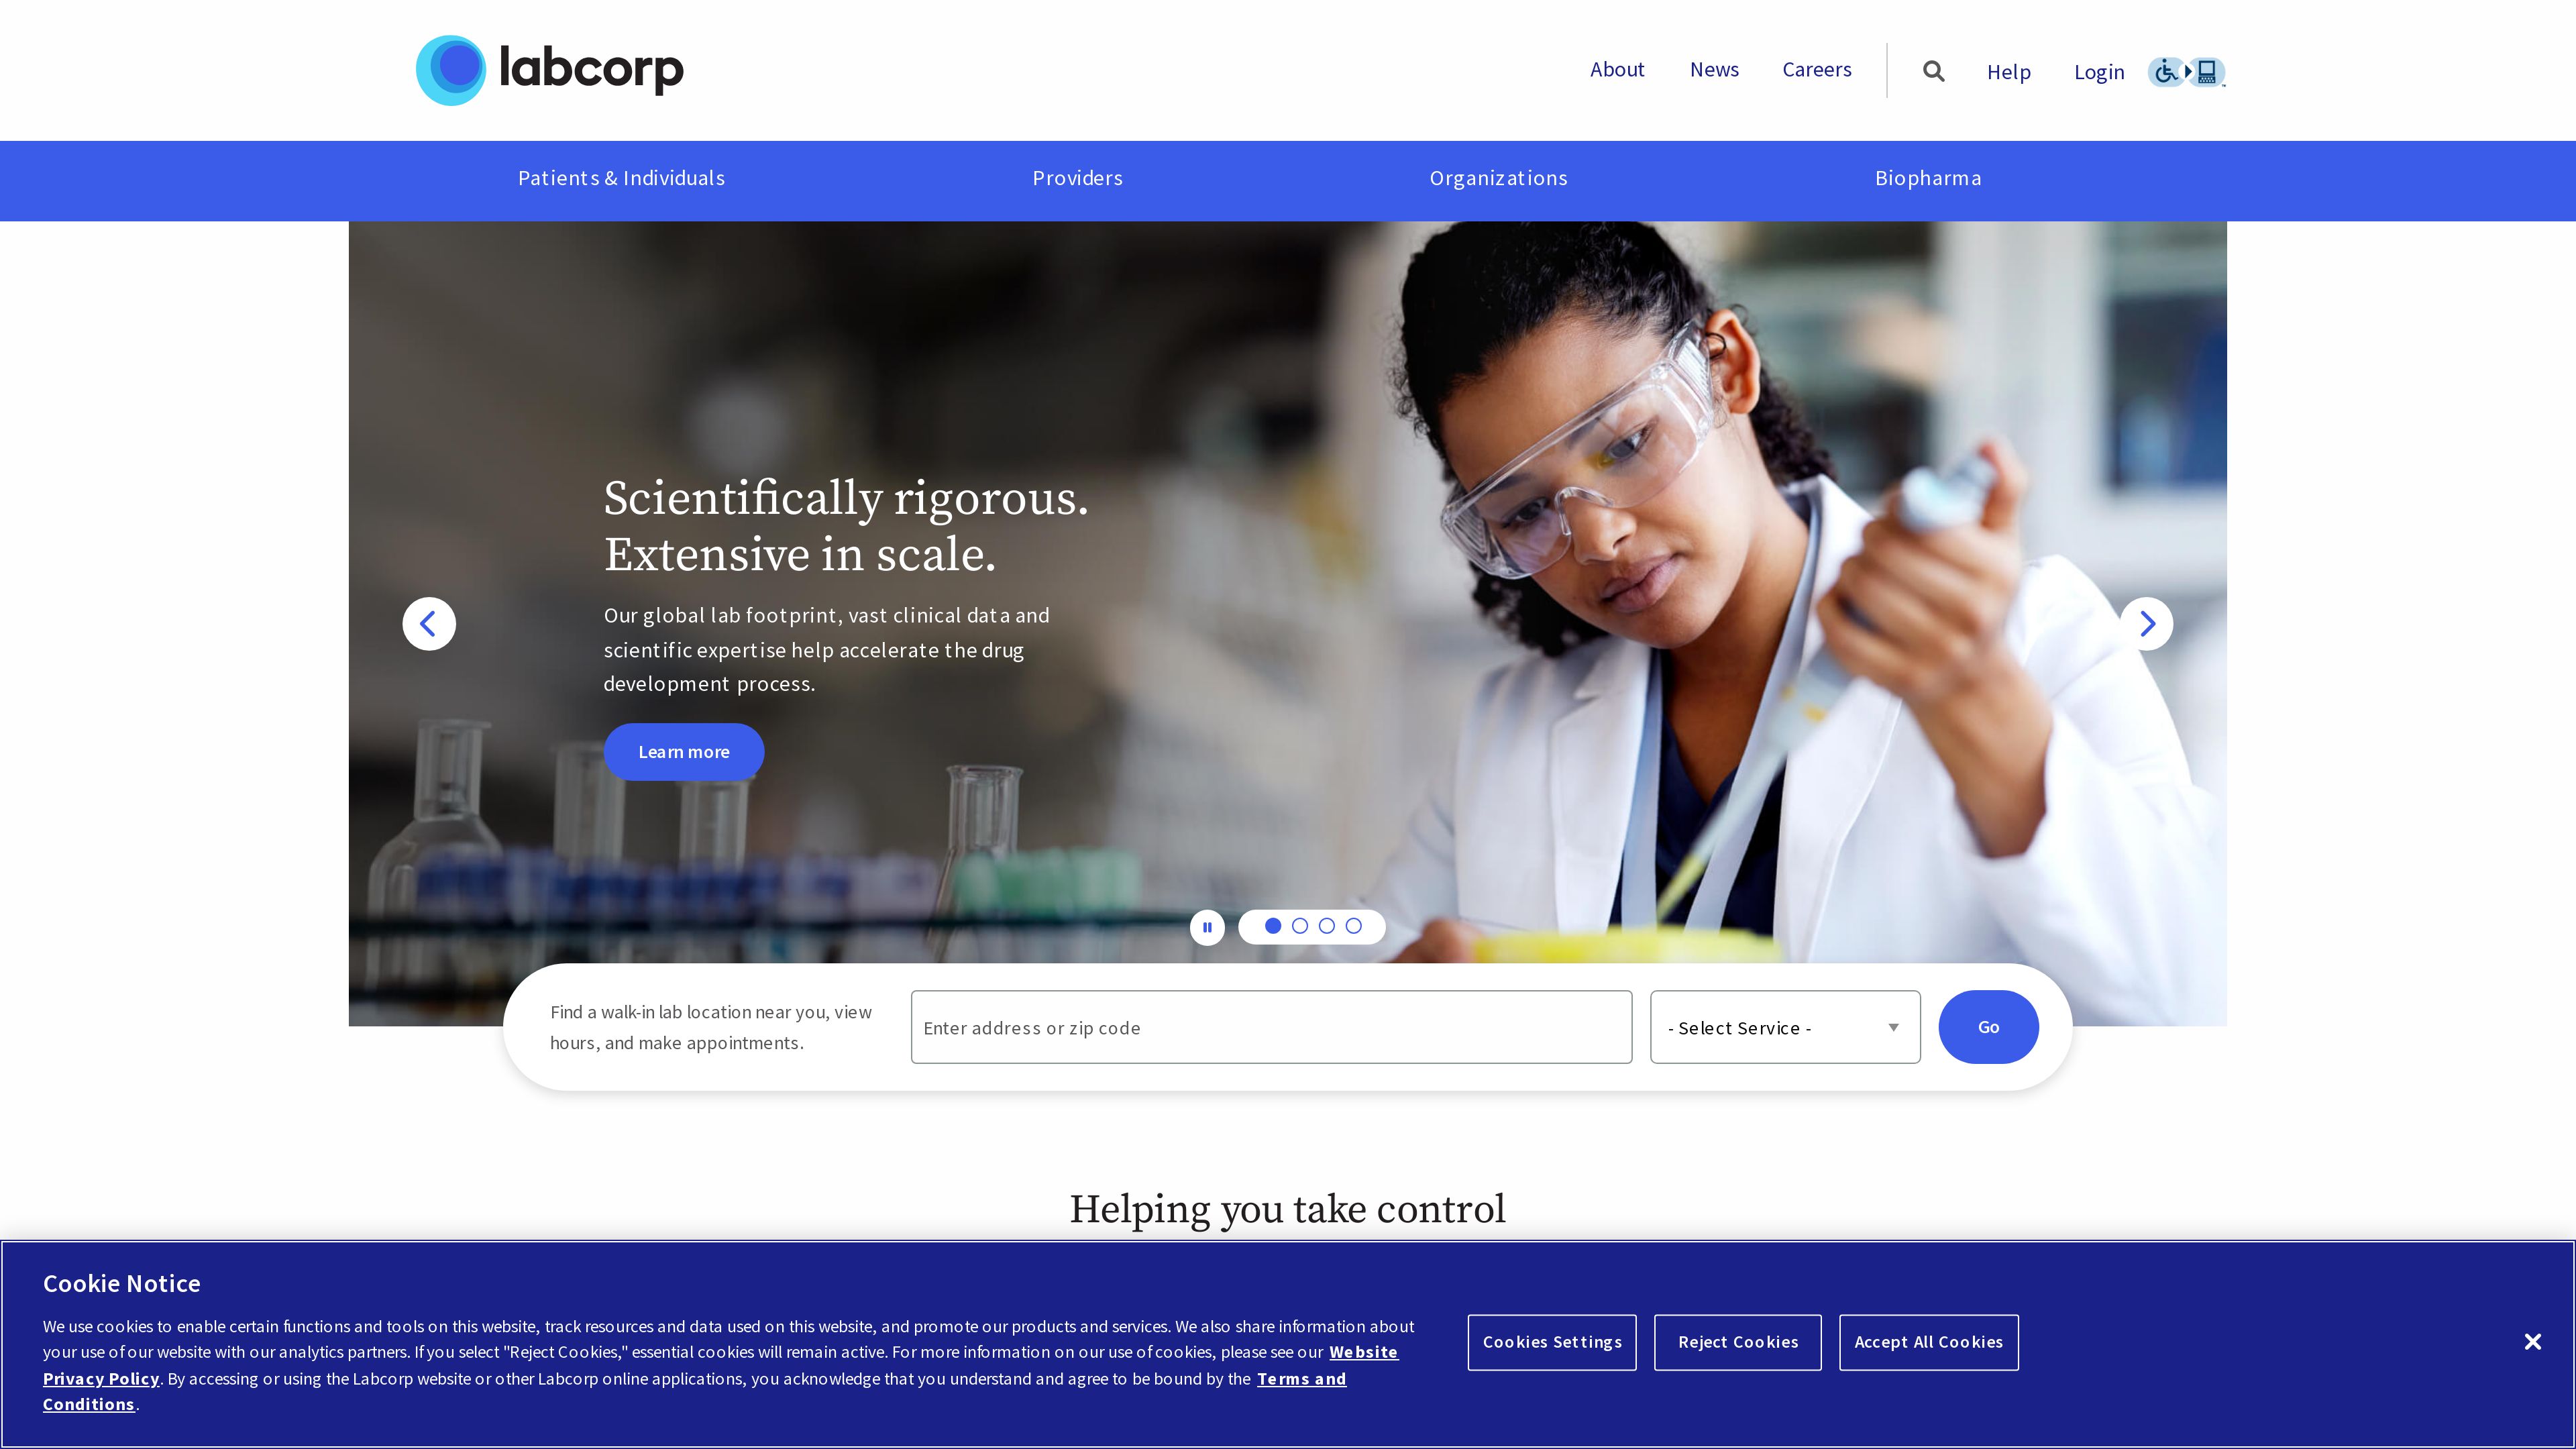 labcorp
About News Careers Help Login
Patients & Individuals Providers Organizations Biopharma
Scientifically rigorous.
Extensive in scale.
Our global lab footprint, vast clinical data and
scientific expertise help accelerate the drug
development process.
Learn more
Find a walk-in lab location near you, view
hours, and make appointments.
Enter address or zip code
- Select Service -
Go
Helping you take control
Cookie Notice
We use cookies to enable certain functions and tools on this website, track resources and data used on this website, and promote our products and services. We also share information about
your use of our website with our analytics partners. If you select "Reject Cookies," essential cookies will remain active. For more information on our use of cookies, please see our Website
Privacy Policy. By accessing or using the Labcorp website or other Labcorp online applications, you acknowledge that you understand and agree to be bound by the Terms and
Conditions.
Cookies Settings
Reject Cookies
Accept All Cookies